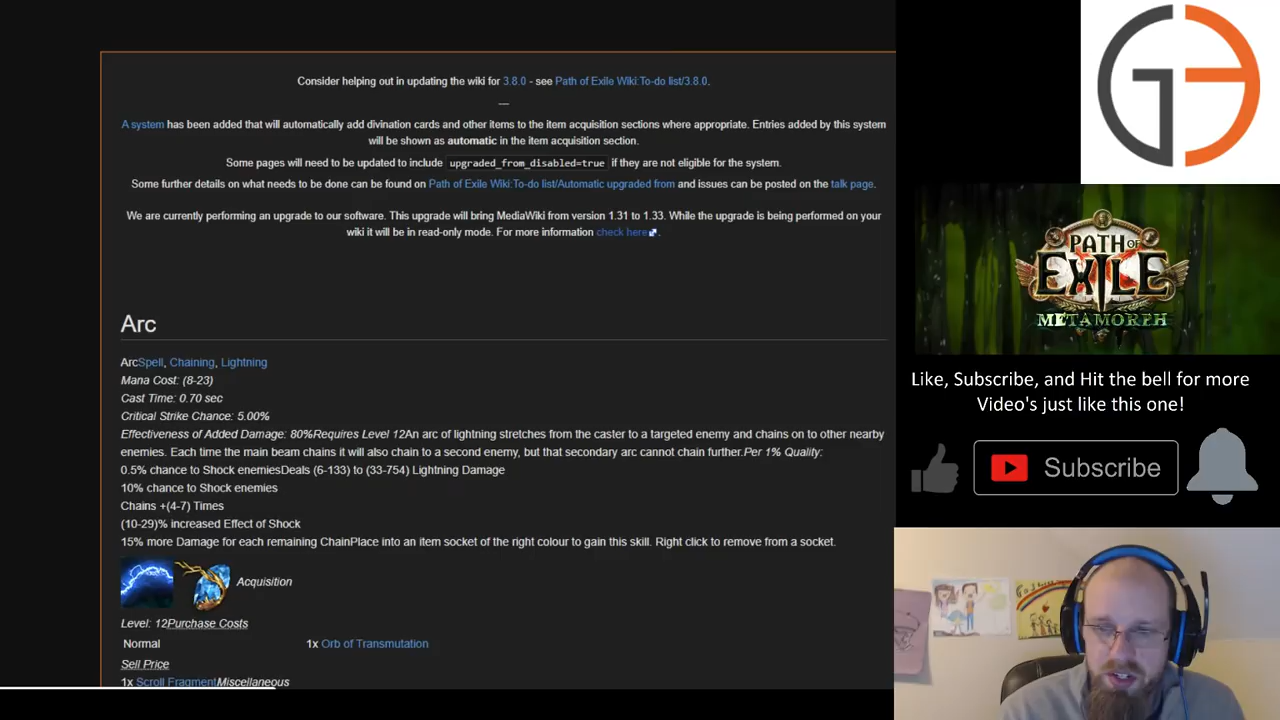 Consider helping out in updating the wiki for 3.8.0 - see Path of Exile Wiki:To-do list/3.8.0.
—
A system has been added that will automatically add divination cards and other items to the item acquisition sections where appropriate. Entries added by this system
will be shown as automatic in the item acquisition section.
Some pages will need to be updated to include upgraded_from_disabled=true if they are not eligible for the system.
Some further details on what needs to be done can be found on Path of Exile Wiki:To-do list/Automatic upgraded from and issues can be posted on the talk page.
We are currently performing an upgrade to our software. This upgrade will bring MediaWiki from version 1.31 to 1.33. While the upgrade is being performed on your
wiki it will be in read-only mode. For more information check here.
Arc
ArcSpell, Chaining, Lightning
Mana Cost: (8-23)
Cast Time: 0.70 sec
Critical Strike Chance: 5.00%
Effectiveness of Added Damage: 80%Requires Level 12An arc of lightning stretches from the caster to a targeted enemy and chains on to other nearby
enemies. Each time the main beam chains it will also chain to a second enemy, but that secondary arc cannot chain further.Per 1% Quality:
0.5% chance to Shock enemiesDeals (6-133) to (33-754) Lightning Damage
10% chance to Shock enemies
Chains +(4-7) Times
(10-29)% increased Effect of Shock
15% more Damage for each remaining ChainPlace into an item socket of the right colour to gain this skill. Right click to remove from a socket.
Acquisition
Level: 12Purchase Costs
Normal 1x Orb of Transmutation
Sell Price
1x Scroll FragmentMiscellaneous
G3
PATH OF
EXILE
METAMORPH
Like, Subscribe, and Hit the bell for more
Video's just like this one!
Subscribe